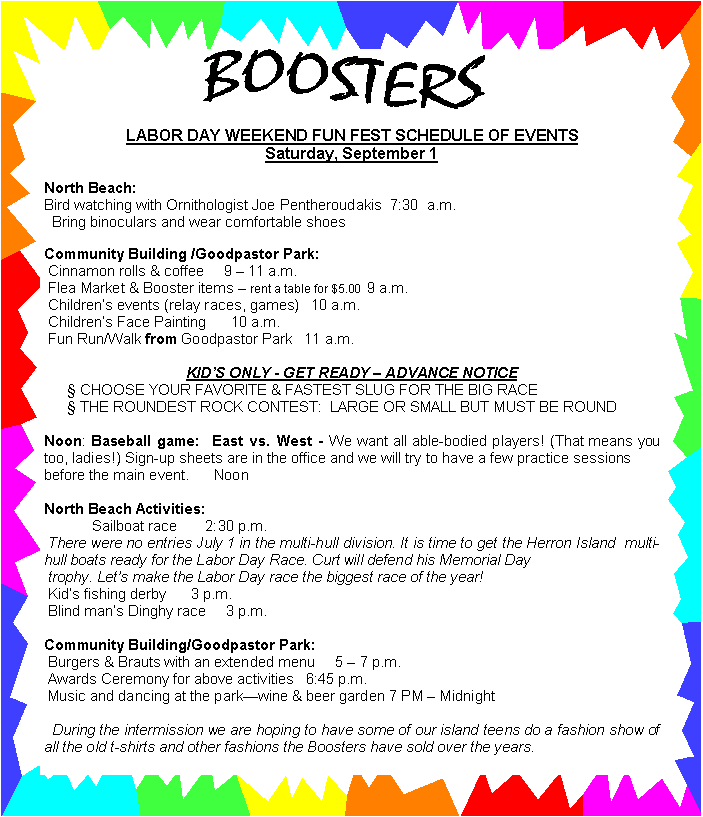 BOOSTERS
LABOR DAY WEEKEND FUN FEST SCHEDULE OF EVENTS
Saturday, September 1
North Beach:
Bird watching with Ornithologist Joe Pentheroudakis 7:30 a.m.
Bring binoculars and wear comfortable shoes
Community Building /Goodpastor Park:
Cinnamon rolls & coffee 9 – 11 a.m.
Flea Market & Booster items – rent a table for $5.00 9 a.m.
Children's events (relay races, games) 10 a.m.
Children's Face Painting 10 a.m.
Fun Run/Walk from Goodpastor Park 11 a.m.
KID'S ONLY - GET READY – ADVANCE NOTICE
§ CHOOSE YOUR FAVORITE & FASTEST SLUG FOR THE BIG RACE
§ THE ROUNDEST ROCK CONTEST: LARGE OR SMALL BUT MUST BE ROUND
Noon: Baseball game: East vs. West - We want all able-bodied players! (That means you
too, ladies!) Sign-up sheets are in the office and we will try to have a few practice sessions
before the main event. Noon
North Beach Activities:
Sailboat race 2:30 p.m.
There were no entries July 1 in the multi-hull division. It is time to get the Herron Island multi-
hull boats ready for the Labor Day Race. Curt will defend his Memorial Day
trophy. Let's make the Labor Day race the biggest race of the year!
Kid's fishing derby 3 p.m.
Blind man's Dinghy race 3 p.m.
Community Building/Goodpastor Park:
Burgers & Brauts with an extended menu 5 – 7 p.m.
Awards Ceremony for above activities 6:45 p.m.
Music and dancing at the park—wine & beer garden 7 PM – Midnight
During the intermission we are hoping to have some of our island teens do a fashion show of
all the old t-shirts and other fashions the Boosters have sold over the years.